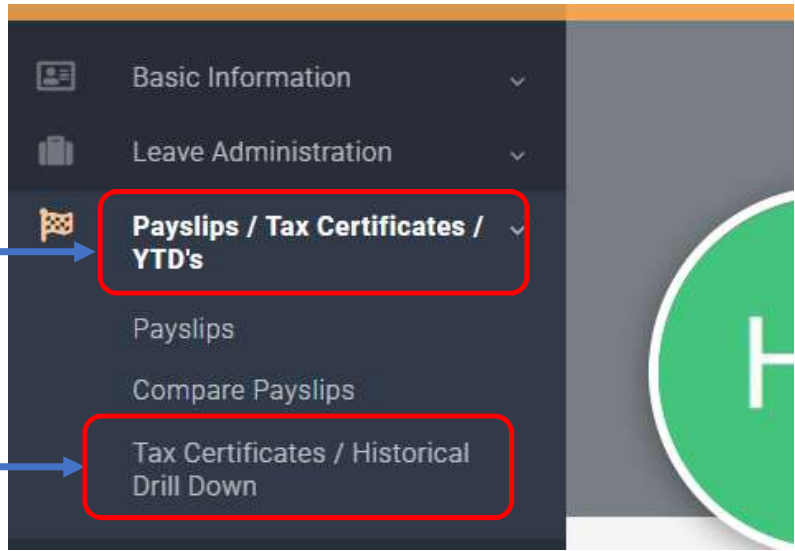 Basic Information
Leave Administration
Payslips / Tax Certificates /
YTD's
Payslips
Compare Payslips
Tax Certificates / Historical
Drill Down
H